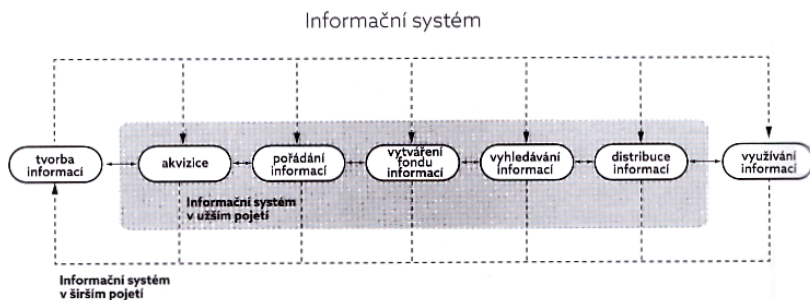 Informační systém
tvorba
informací
akvizice
pořádání
informací
vytváření
fondu
informací
vyhledávání
informací
distribuce
informací
využívání
informací
Informační systém
v užším pojetí
Informační systém
v širším pojetí